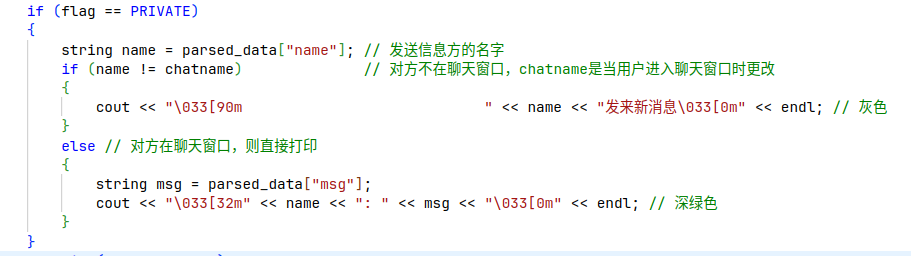 if (flag == PRIVATE)
{
    string name = parsed_data["name"]; // 发送信息方的名字
    if (name != chatname)              // 对方不在聊天窗口，chatname是当用户进入聊天窗口时更改
    {
        cout << "\033[90m                            " << name << "发来新消息\033[0m" << endl; // 灰色
    }
    else // 对方在聊天窗口，则直接打印
    {
        string msg = parsed_data["msg"];
        cout << "\033[32m" << name << ": " << msg << "\033[0m" << endl; // 深绿色
    }
}